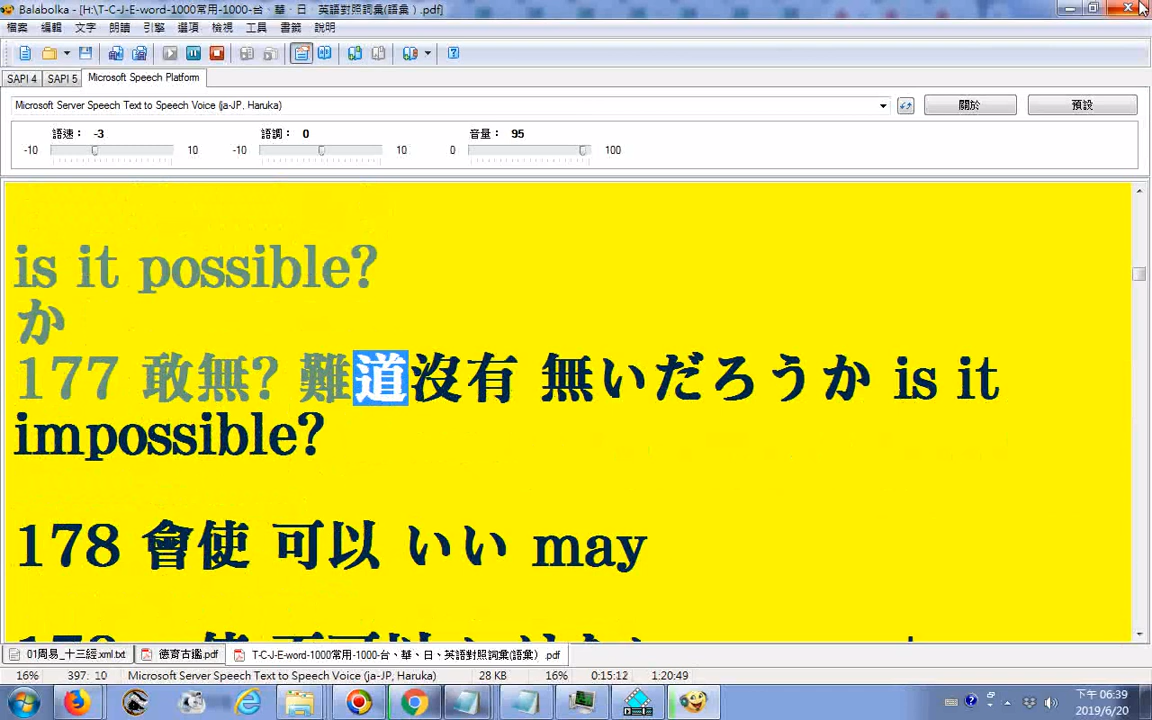 Balabolka - [H:\T-C-J-E-word-1000常用-1000-台、華、日、英語對照詞彙(語彙).pdf]
檔案 編輯 文字 朗讀 引擎 選項 檢視 工具 書籤 說明
SAPI 4 SAPI 5 Microsoft Speech Platform
Microsoft Server Speech Text to Speech Voice (ja-JP, Haruka) 關於 預設
語速： -3 語調： 0 音量： 95
-10 10 -10 10 0 100
is it possible?
か
177 敢無? 難道沒有 無いだろうか is it
impossible?
178 會使 可以 いい may
01周易_十三經.xml.txt 德育古鑑.pdf T-C-J-E-word-1000常用-1000-台、華、日、英語對照詞彙(語彙) .pdf
16% 397: 10 Microsoft Server Speech Text to Speech Voice (ja-JP, Haruka) 28 KB 16% 0:15:12 1:20:49
下午 06:39
2019/6/20